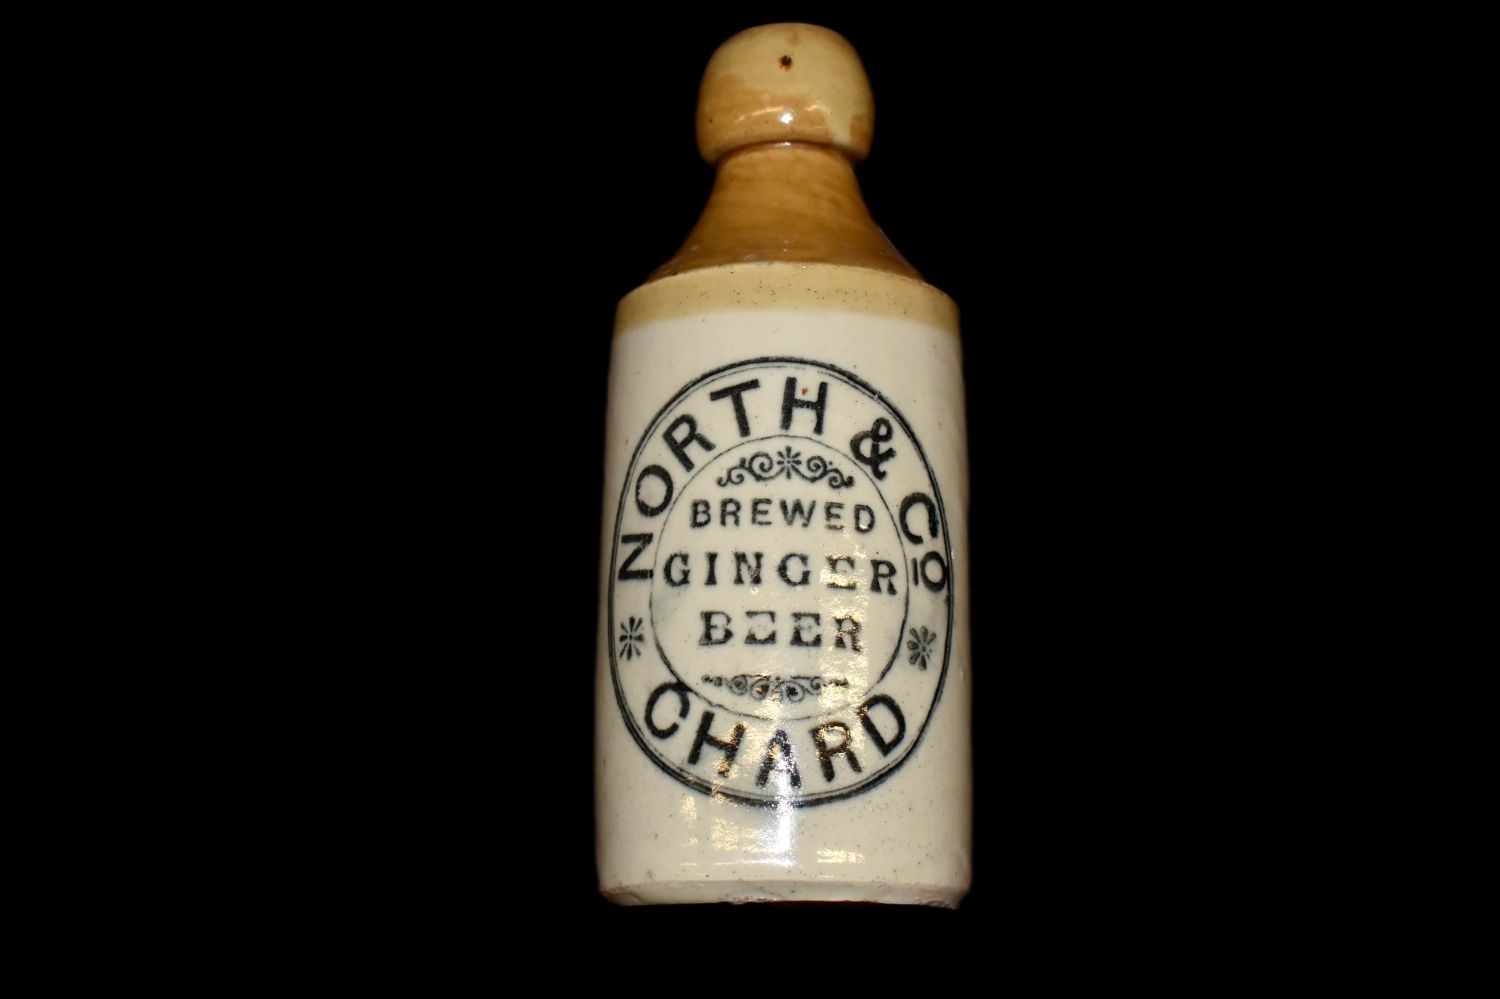 NORTH & Co
BREWED
GINGER
BEER
CHARD